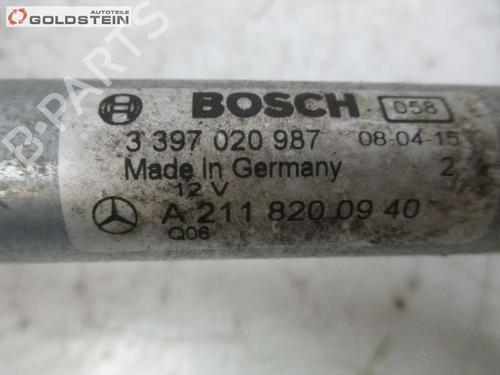 AUTOTEILE
GOLDSTEIN
B-PARTS
BOSCH 058
3 397 020 987 08-04-15
Made in Germany 2
12 V
A 211 820 09 40
Q06